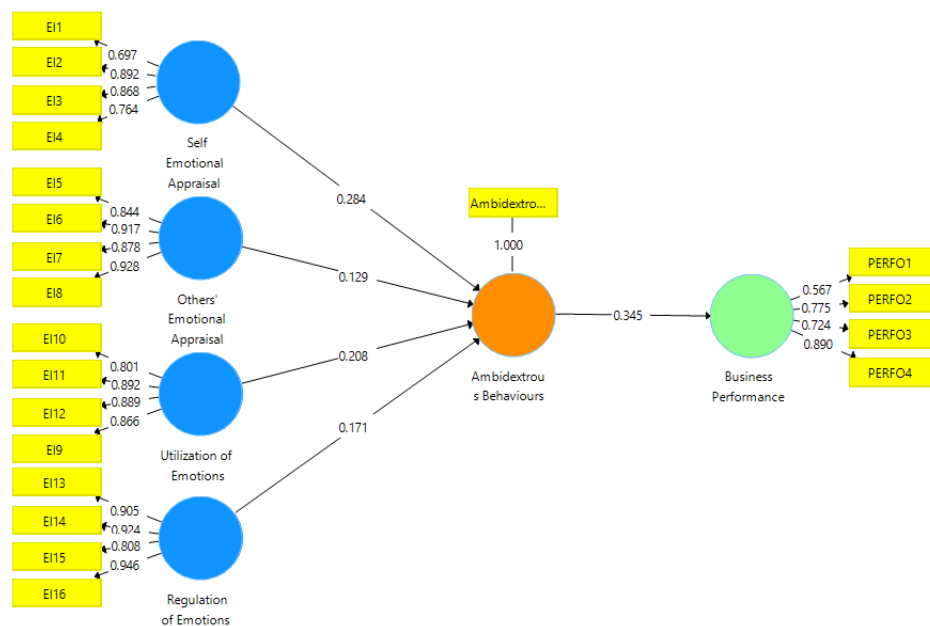 EI1
EI2
EI3
EI4
0.697
0.892
0.868
0.764
Self
Emotional
Appraisal
EI5
EI6
EI7
EI8
0.844
0.917
0.878
0.928
Others'
Emotional
Appraisal
EI10
EI11
EI12
EI9
0.801
0.892
0.889
0.866
Utilization of
Emotions
EI13
EI14
EI15
EI16
0.905
0.924
0.808
0.946
Regulation
of Emotions
0.284
0.129
0.208
0.171
Ambidextro...
1.000
Ambidextrou
s Behaviours
0.345
Business
Performance
0.567
0.775
0.724
0.890
PERFO1
PERFO2
PERFO3
PERFO4